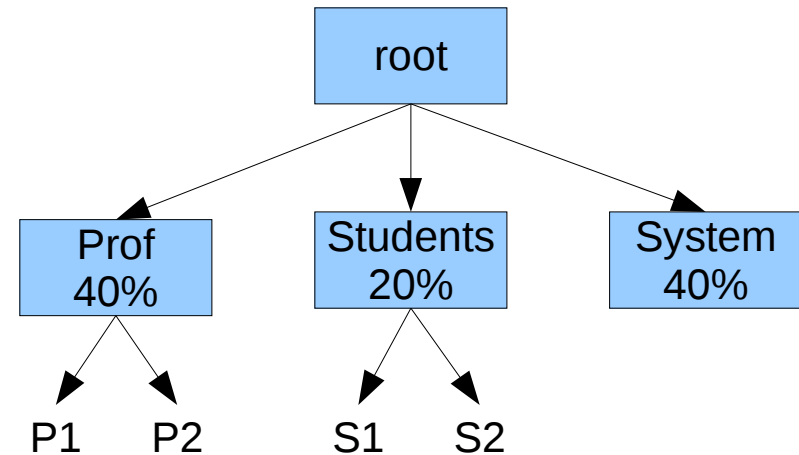 root
Prof
40%
Students
20%
System
40%
P1
P2
S1
S2